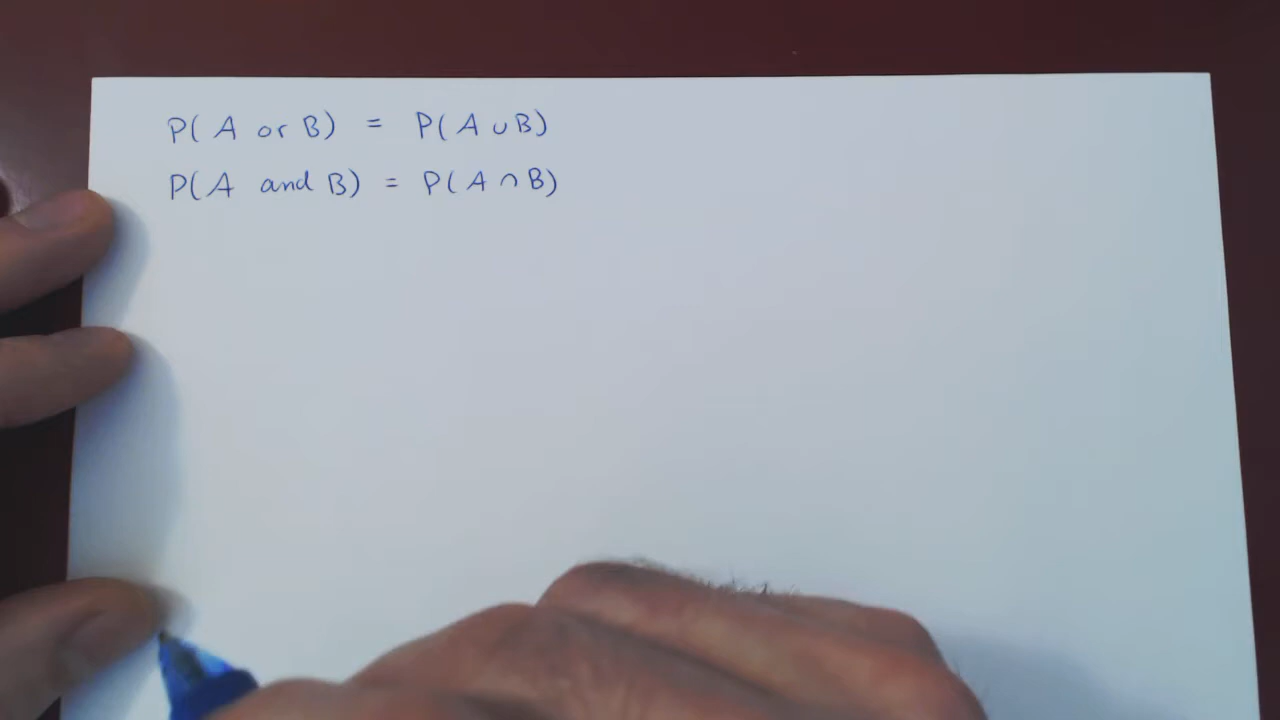 P( A or B) = P( A ∪ B)
P( A and B) = P( A ∩ B)